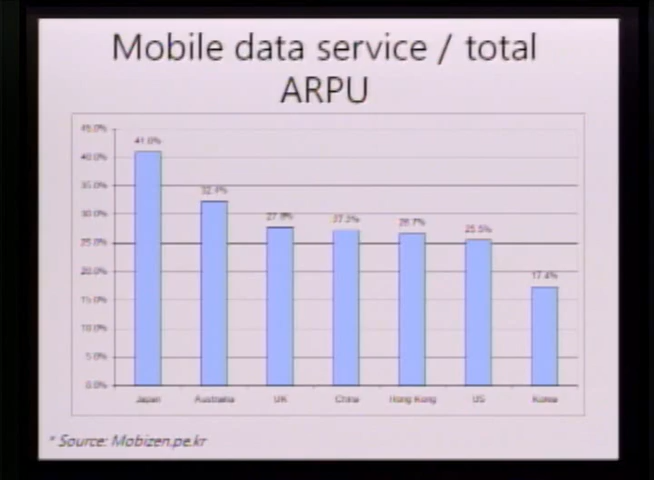 Mobile data service / total
ARPU
45.0%
40.0%
35.0%
30.0%
25.0%
20.0%
15.0%
10.0%
5.0%
0.0%
41.0%
32.4%
27.8%
27.2%
26.7%
25.5%
17.4%
Japan
Australia
UK
China
Hong Kong
US
Korea
* Source: Mobizen.pe.kr